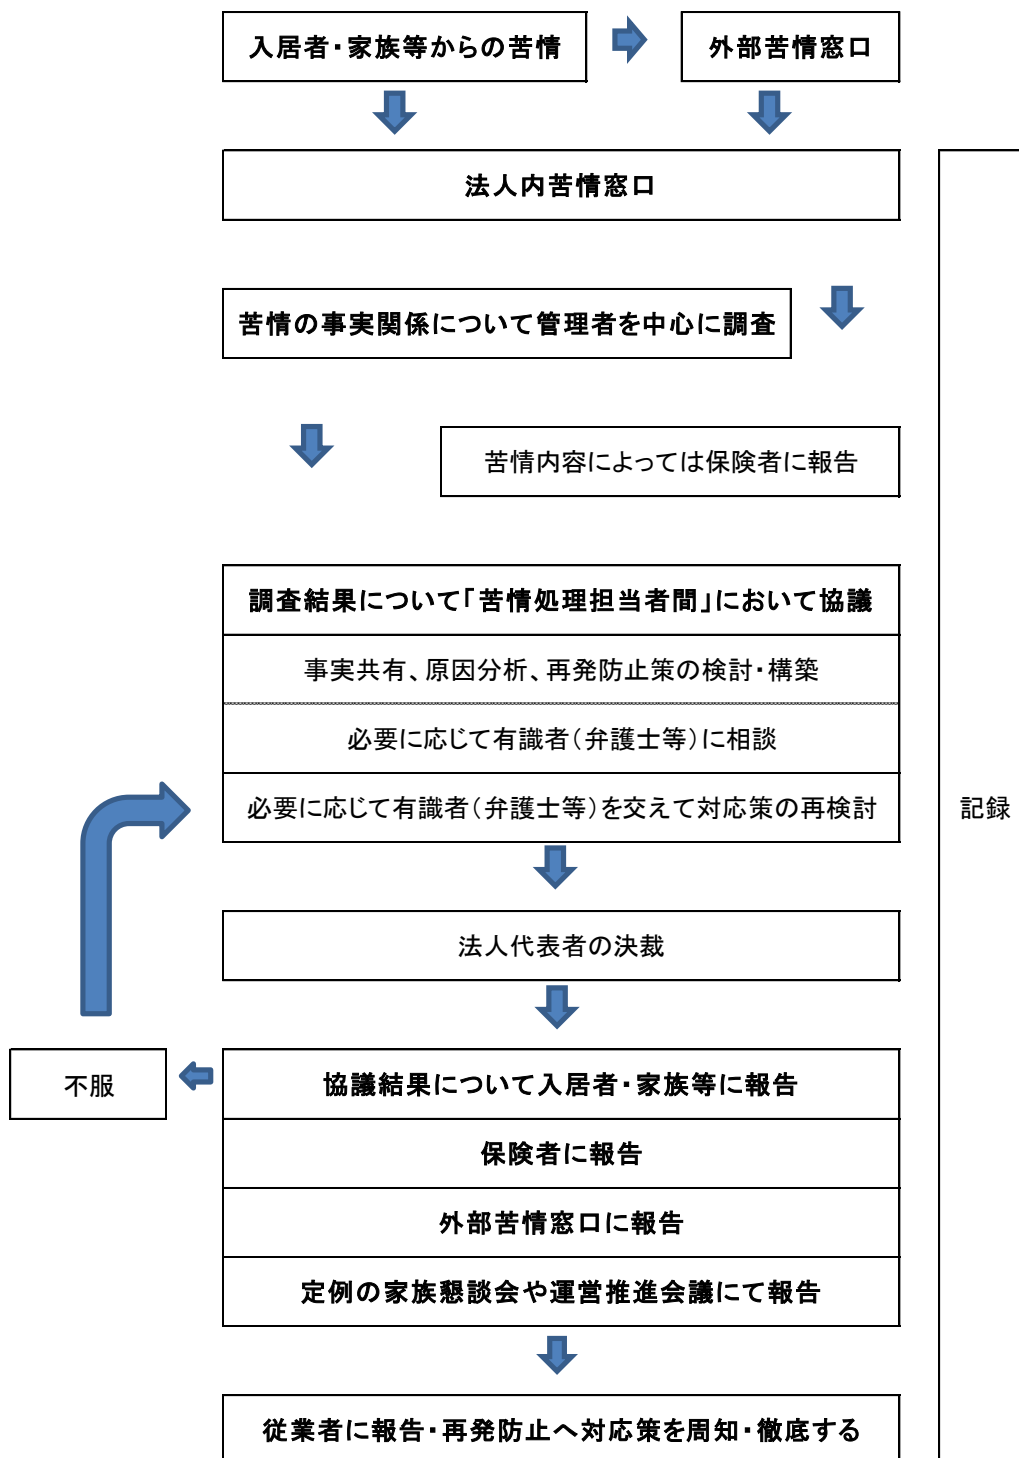 入居者・家族等からの苦情
外部苦情窓口
法人内苦情窓口
苦情の事実関係について管理者を中心に調査
苦情内容によっては保険者に報告
調査結果について「苦情処理担当者間」において協議
事実共有、原因分析、再発防止策の検討・構築
必要に応じて有識者（弁護士等）に相談
必要に応じて有識者（弁護士等）を交えて対応策の再検討
記録
法人代表者の決裁
不服
協議結果について入居者・家族等に報告
保険者に報告
外部苦情窓口に報告
定例の家族懇談会や運営推進会議にて報告
従業者に報告・再発防止へ対応策を周知・徹底する